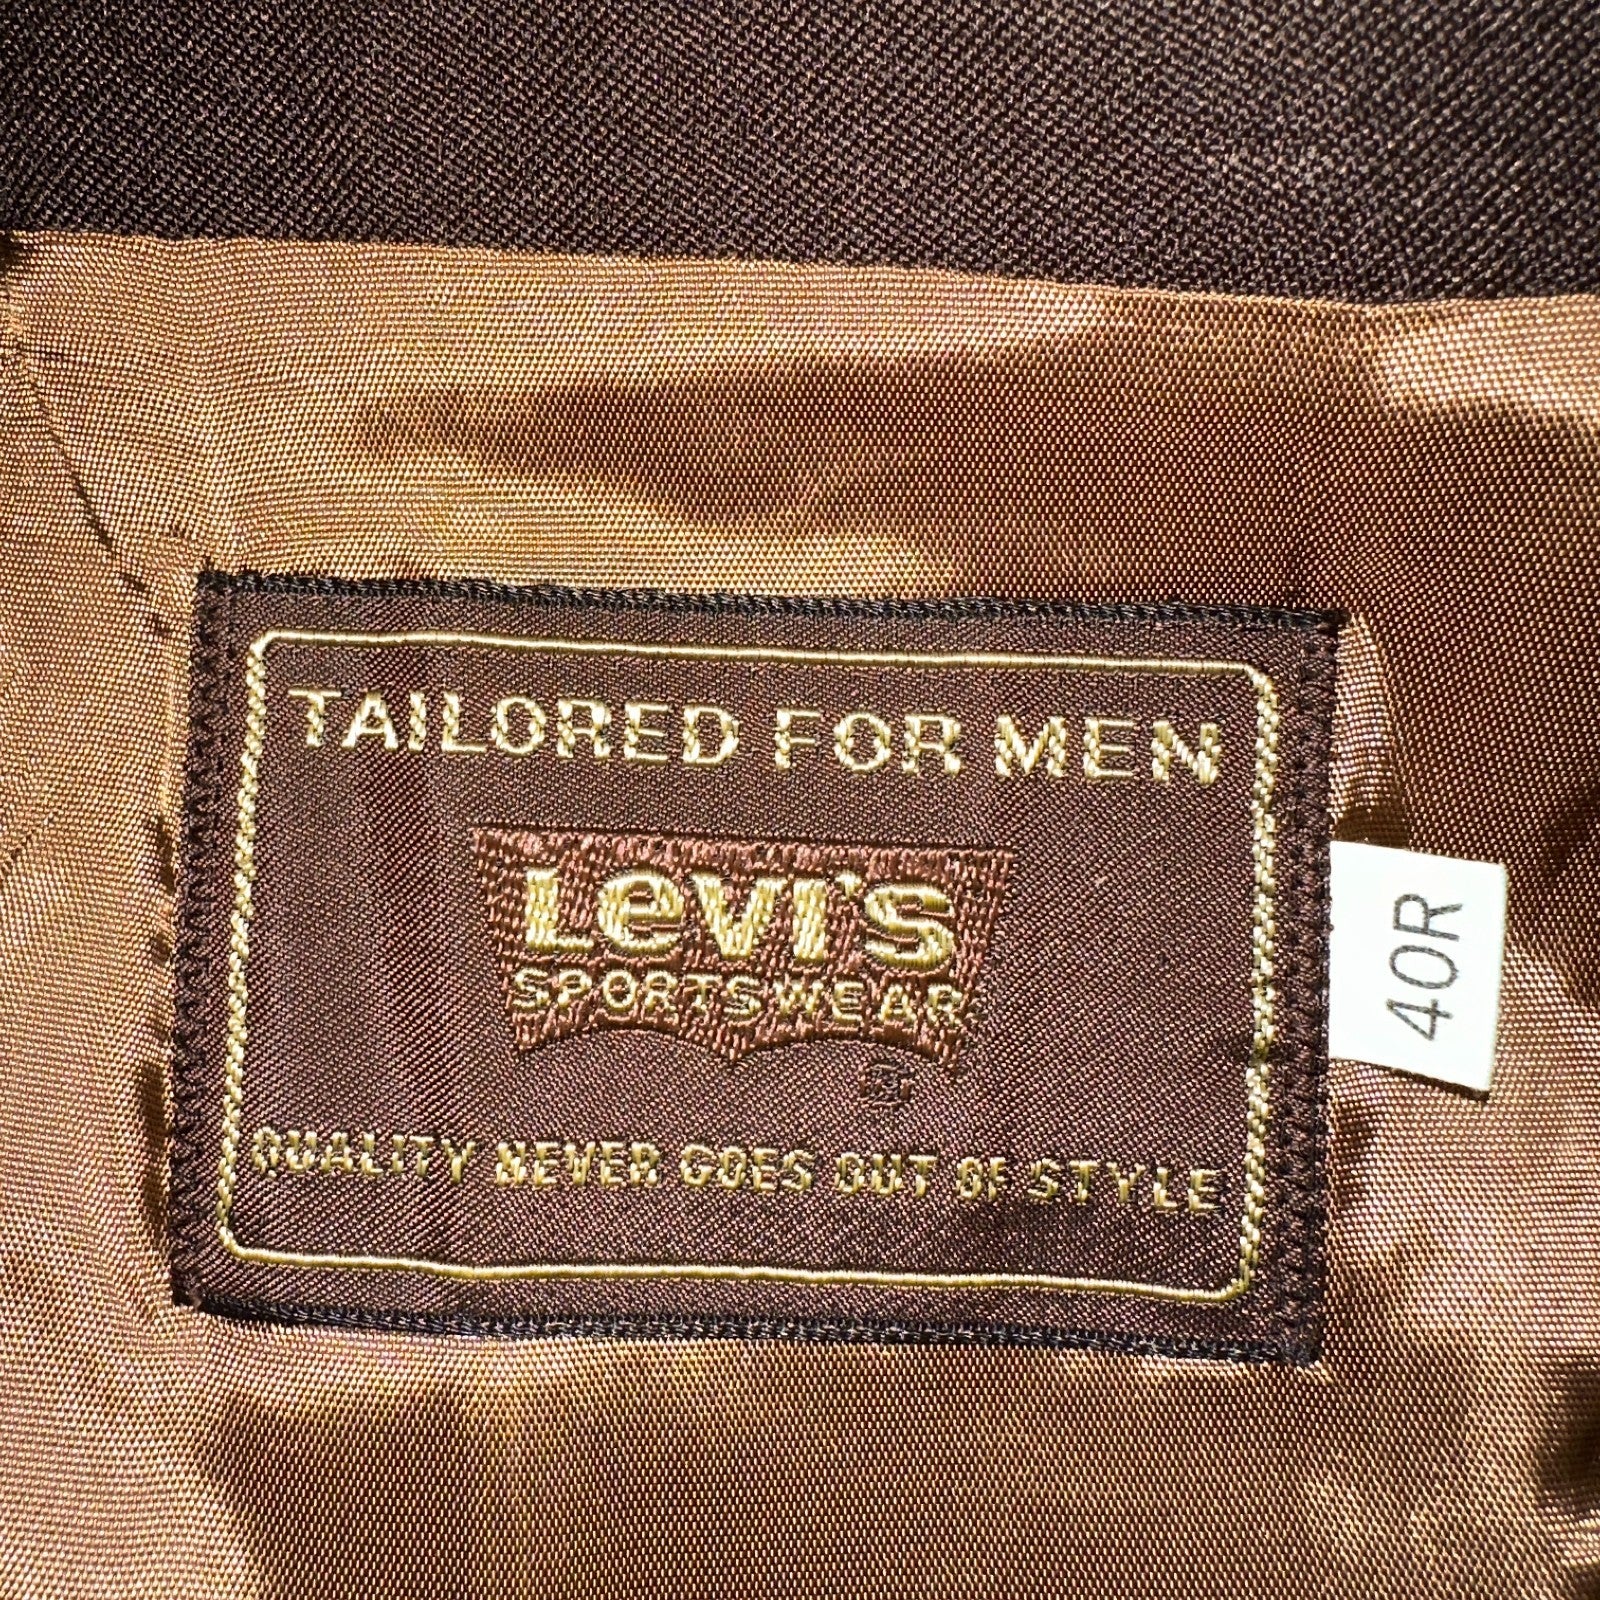 TAILORED FOR MEN
Levi's
SPORTSWEAR
QUALITY NEVER GOES OUT OF STYLE
40R